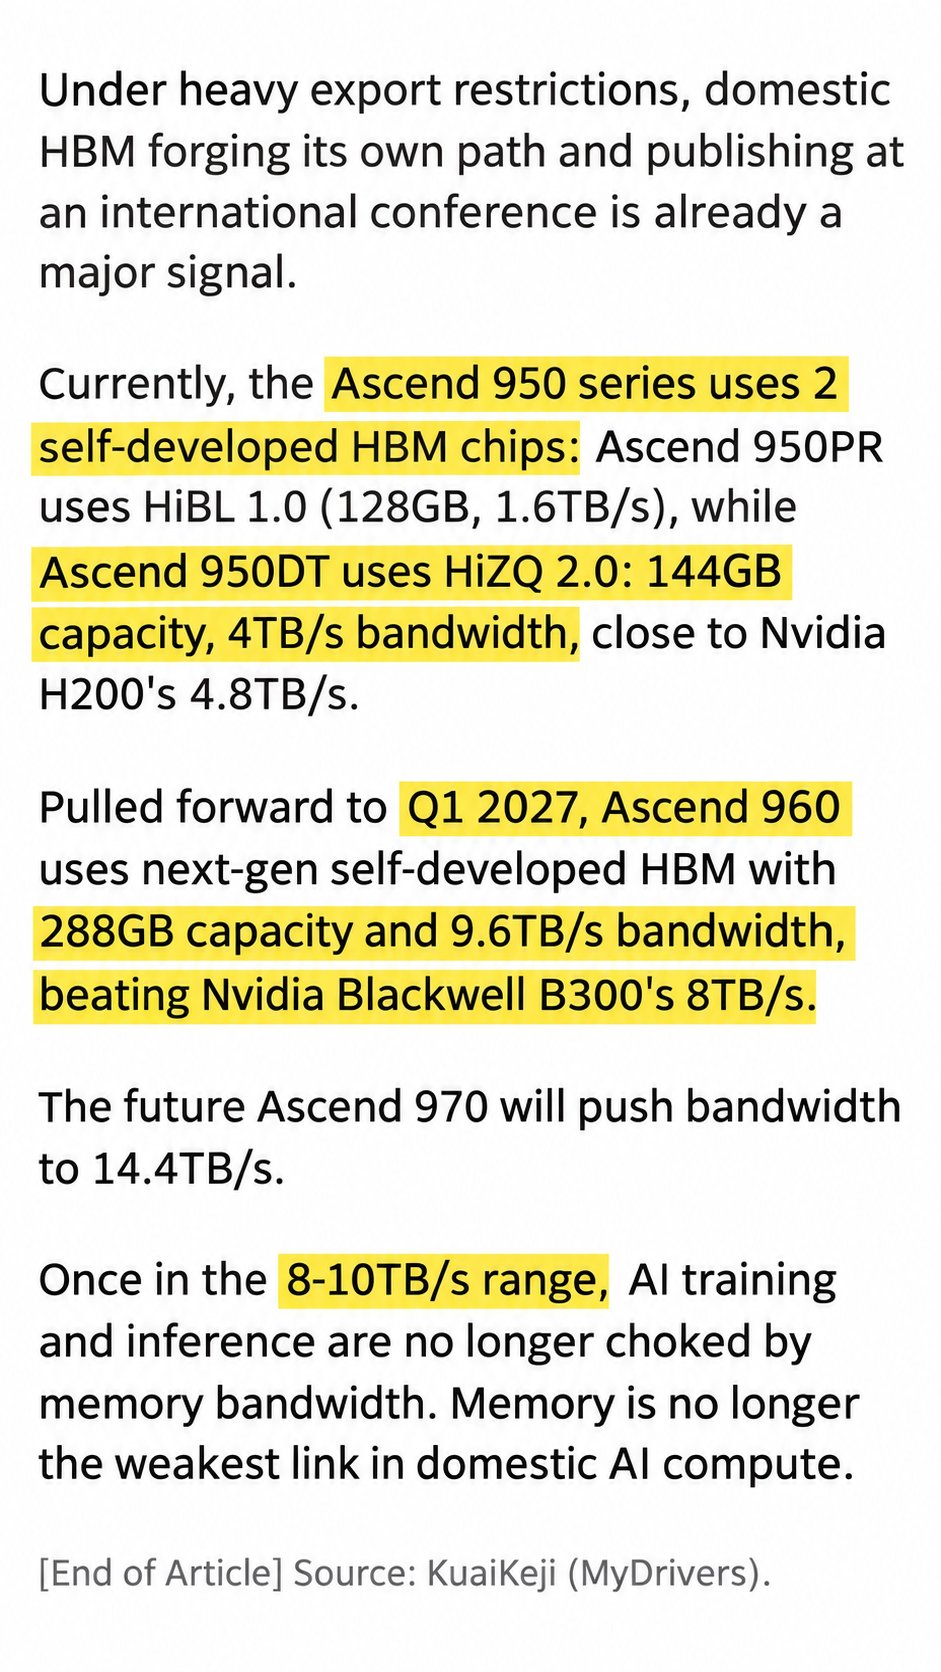 Under heavy export restrictions, domestic
HBM forging its own path and publishing at
an international conference is already a
major signal.
Currently, the Ascend 950 series uses 2
self-developed HBM chips: Ascend 950PR
uses HiBL 1.0 (128GB, 1.6TB/s), while
Ascend 950DT uses HiZQ 2.0: 144GB
capacity, 4TB/s bandwidth, close to Nvidia
H200's 4.8TB/s.
Pulled forward to Q1 2027, Ascend 960
uses next-gen self-developed HBM with
288GB capacity and 9.6TB/s bandwidth,
beating Nvidia Blackwell B300's 8TB/s.
The future Ascend 970 will push bandwidth
to 14.4TB/s.
Once in the 8-10TB/s range, AI training
and inference are no longer choked by
memory bandwidth. Memory is no longer
the weakest link in domestic AI compute.
[End of Article] Source: KuaiKeji (MyDrivers).